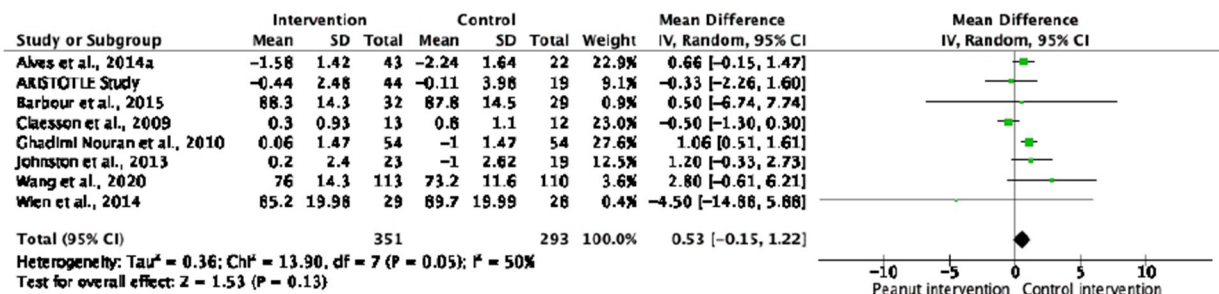 Intervention Control Mean Difference Mean Difference
Study or Subgroup Mean SD Total Mean SD Total Weight IV, Random, 95% CI IV, Random, 95% CI
Alves et al., 2014a −1.58 1.42 43 −2.24 1.64 22 22.9% 0.66 [−0.15, 1.47]
ARISTOTLE Study −0.44 2.48 44 −0.11 3.98 19 9.1% −0.33 [−2.26, 1.60]
Barbour et al., 2015 88.3 14.3 32 87.8 14.5 29 0.9% 0.50 [−6.74, 7.74]
Claesson et al., 2009 0.3 0.93 13 0.8 1.1 12 23.0% −0.50 [−1.30, 0.30]
Ghadimi Nouran et al., 2010 0.06 1.47 54 −1 1.47 54 27.6% 1.06 [0.51, 1.61]
Johnston et al., 2013 0.2 2.4 23 −1 2.62 19 12.5% 1.20 [−0.33, 2.73]
Wang et al., 2020 76 14.3 113 73.2 11.6 110 3.6% 2.80 [−0.61, 6.21]
Wien et al., 2014 85.2 19.98 29 89.7 19.99 28 0.4% −4.50 [−14.88, 5.88]
Total (95% CI) 351 293 100.0% 0.53 [−0.15, 1.22]
Heterogeneity: Tau² = 0.36; Chi² = 13.90, df = 7 (P = 0.05); I² = 50%
Test for overall effect: Z = 1.53 (P = 0.13)
−10 −5 0 5 10
Peanut intervention Control intervention